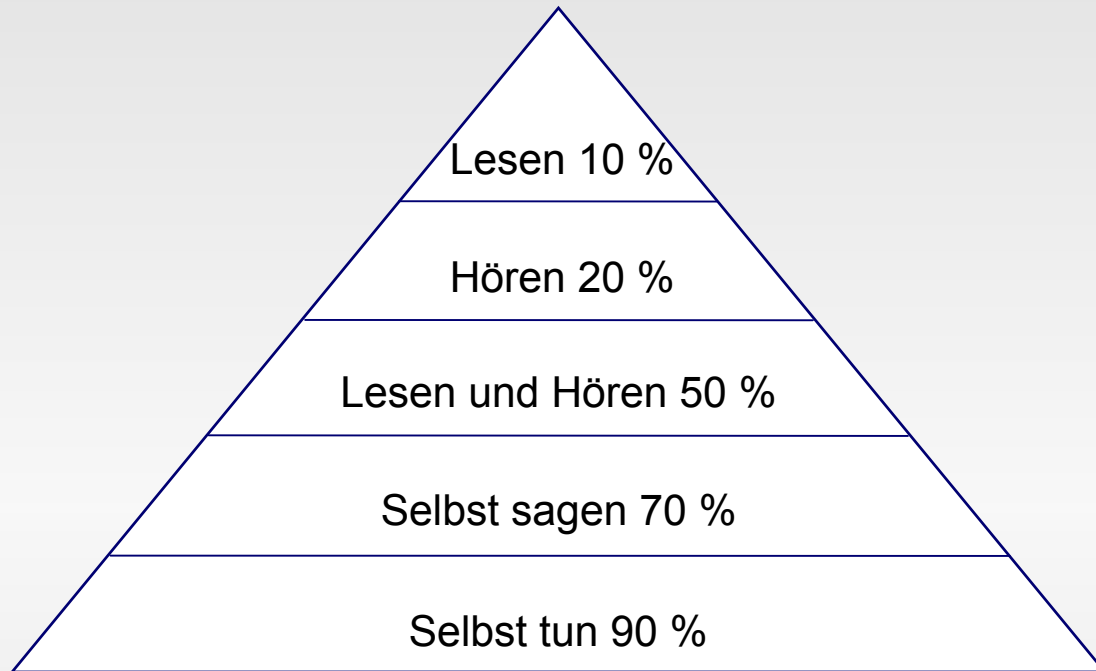 Lesen 10 %
Hören 20 %
Lesen und Hören 50 %
Selbst sagen 70 %
Selbst tun 90 %